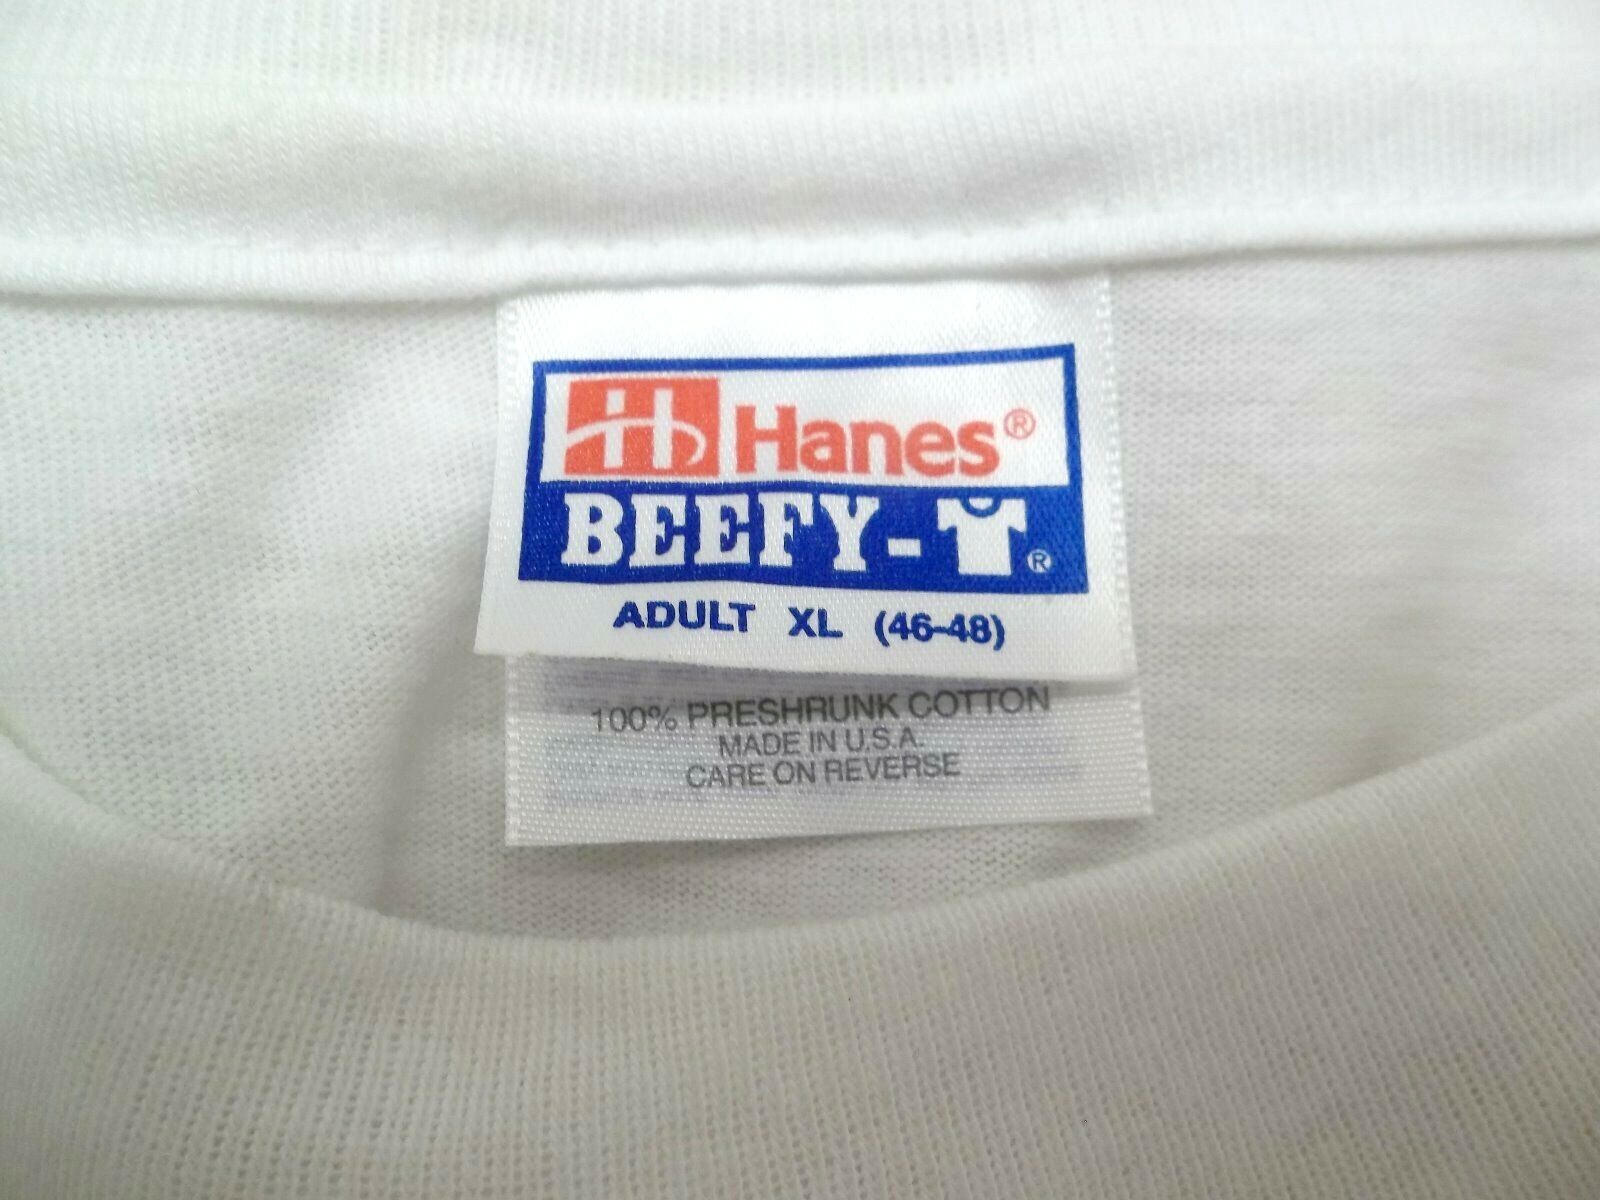 Hanes®
BEEFY-T®
ADULT XL (46-48)
100% PRESHRUNK COTTON
MADE IN U.S.A.
CARE ON REVERSE